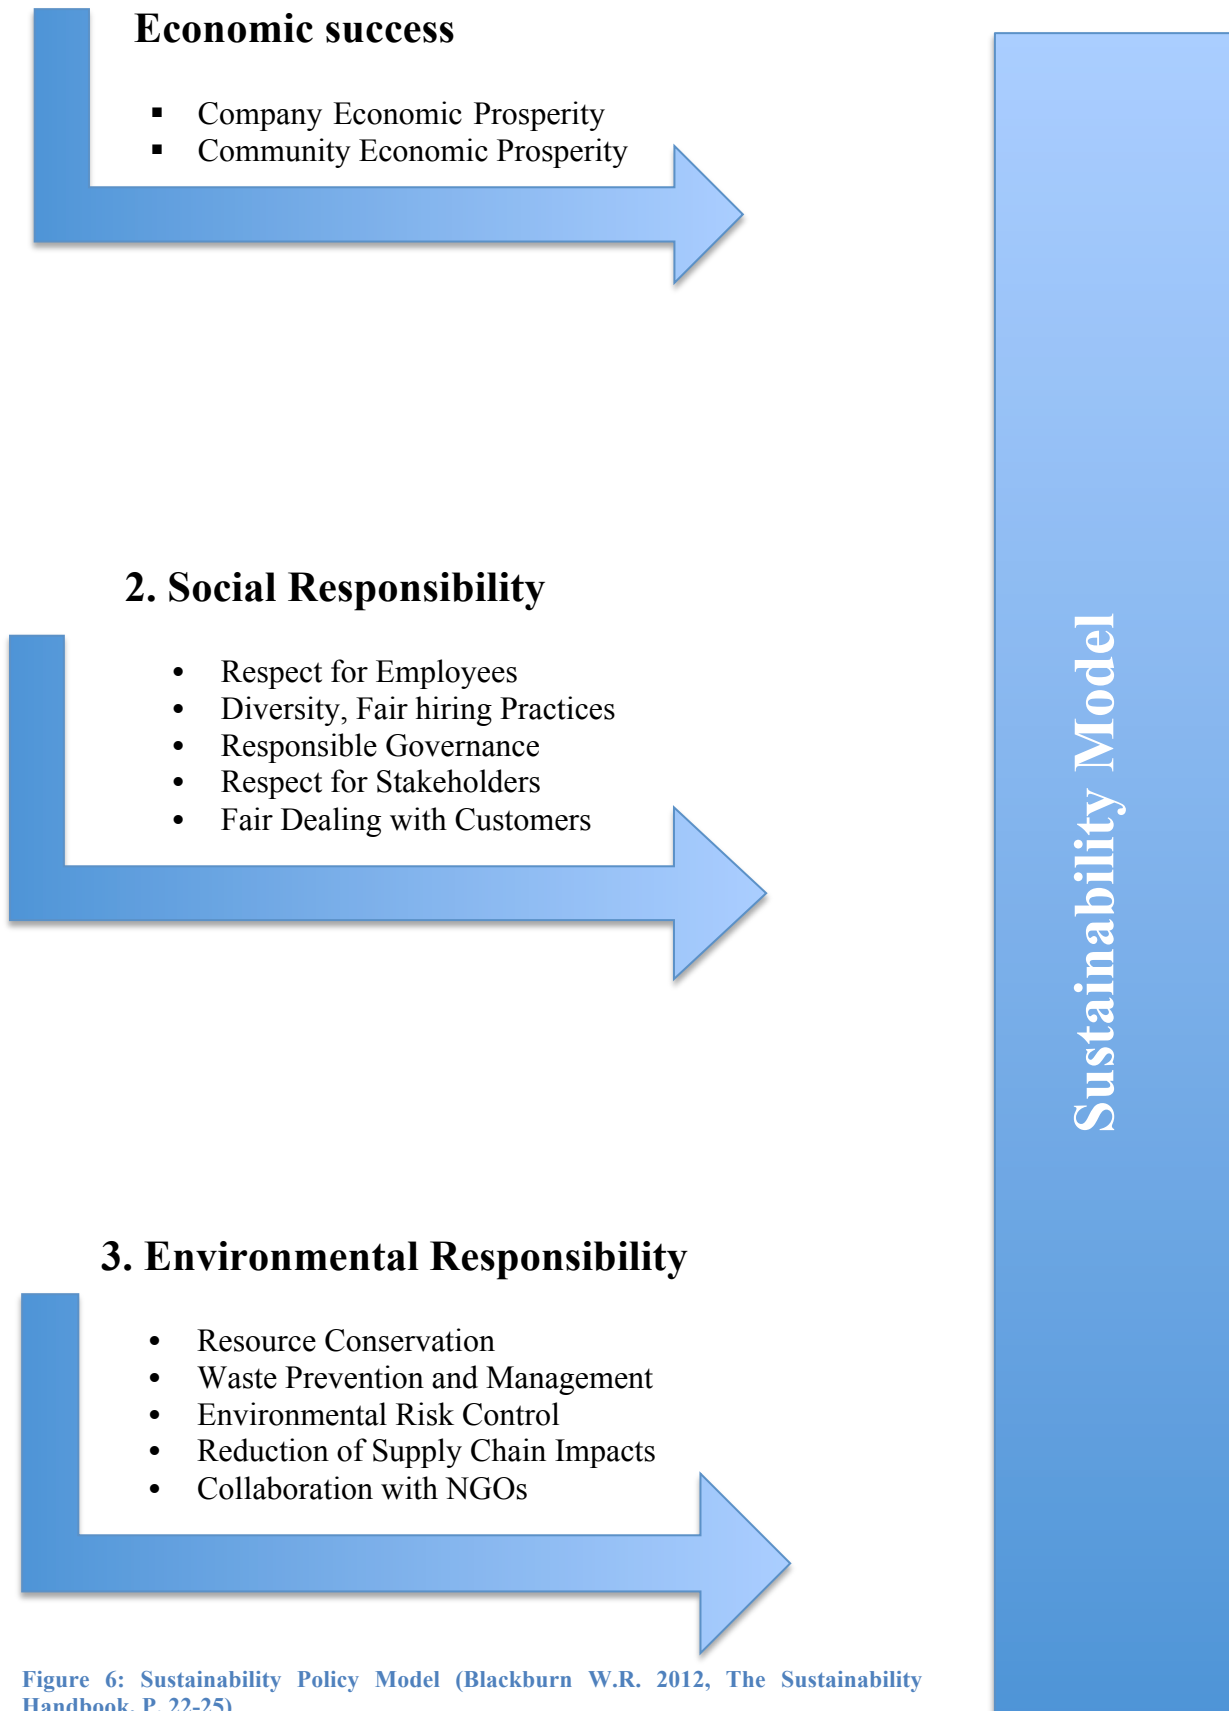 Economic success
▪ Company Economic Prosperity
▪ Community Economic Prosperity
2. Social Responsibility
• Respect for Employees
• Diversity, Fair hiring Practices
• Responsible Governance
• Respect for Stakeholders
• Fair Dealing with Customers
Sustainability Model
3. Environmental Responsibility
• Resource Conservation
• Waste Prevention and Management
• Environmental Risk Control
• Reduction of Supply Chain Impacts
• Collaboration with NGOs
Figure 6: Sustainability Policy Model (Blackburn W.R. 2012, The Sustainability
Handbook, P. 22-25)